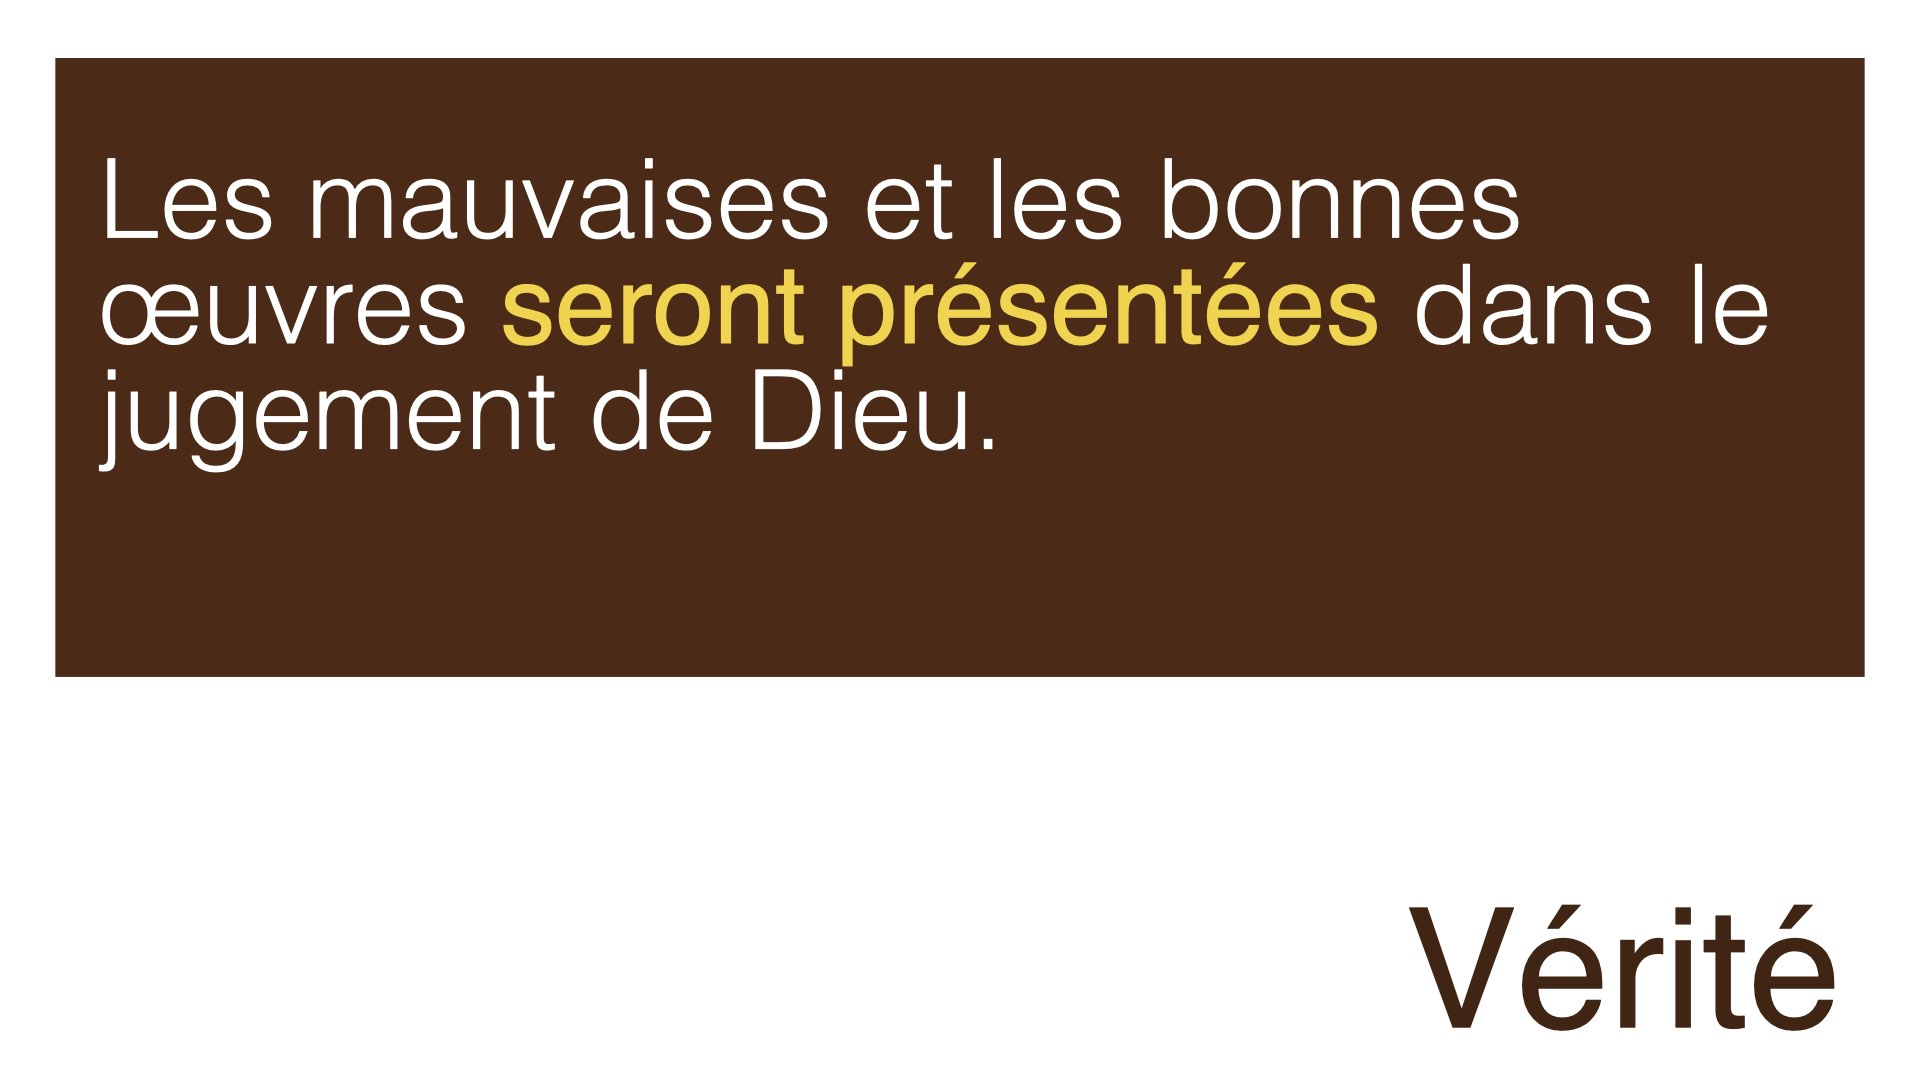 Les mauvaises et les bonnes
œuvres seront présentées dans le
jugement de Dieu.
Vérité